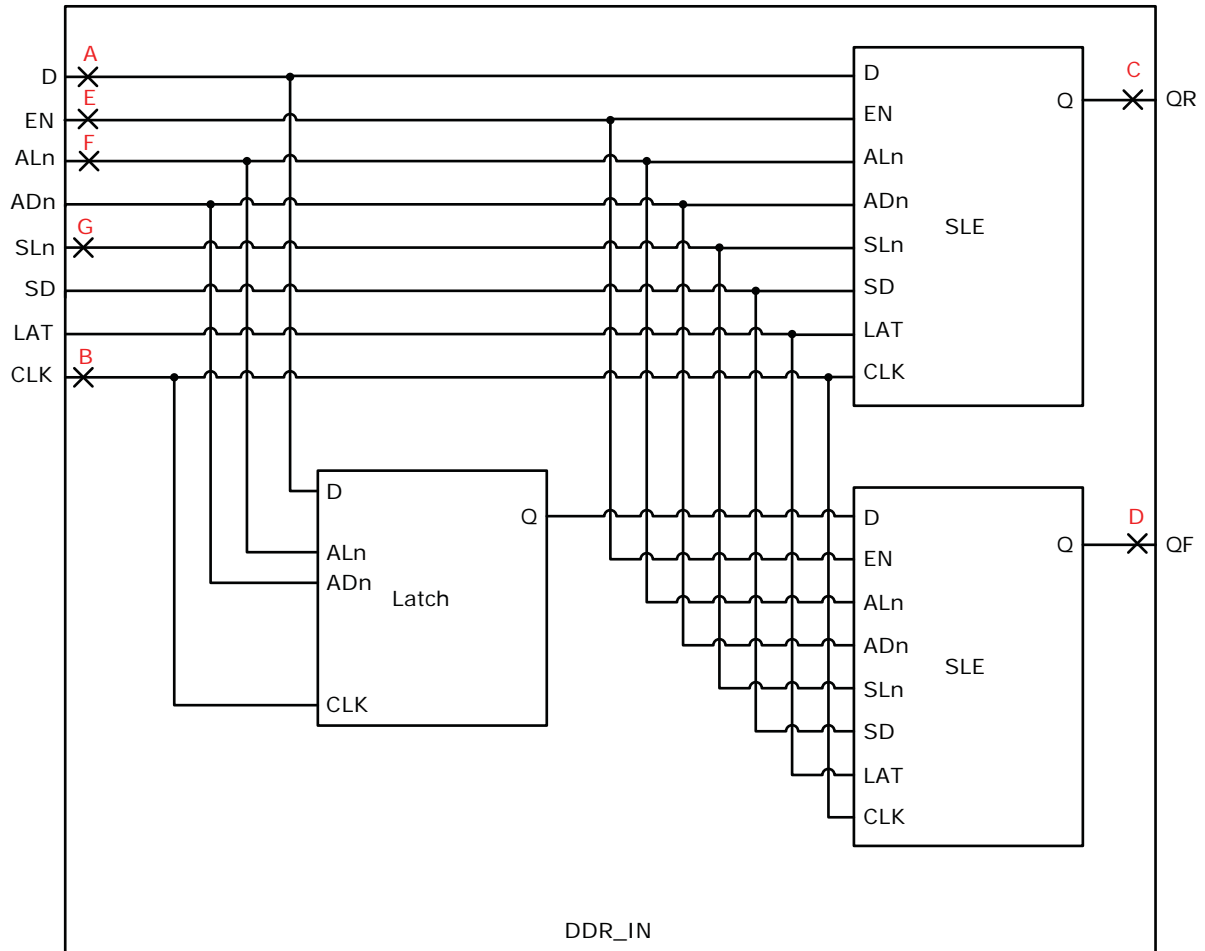 A
D
E
EN
F
ALn
ADn
G
SLn
SD
LAT
B
CLK
D
EN
ALn
ADn
SLn
SD
LAT
CLK
SLE
Q
C
QR
D
ALn
ADn
CLK
Latch
Q
D
EN
ALn
ADn
SLn
SD
LAT
CLK
SLE
Q
D
QF
DDR_IN